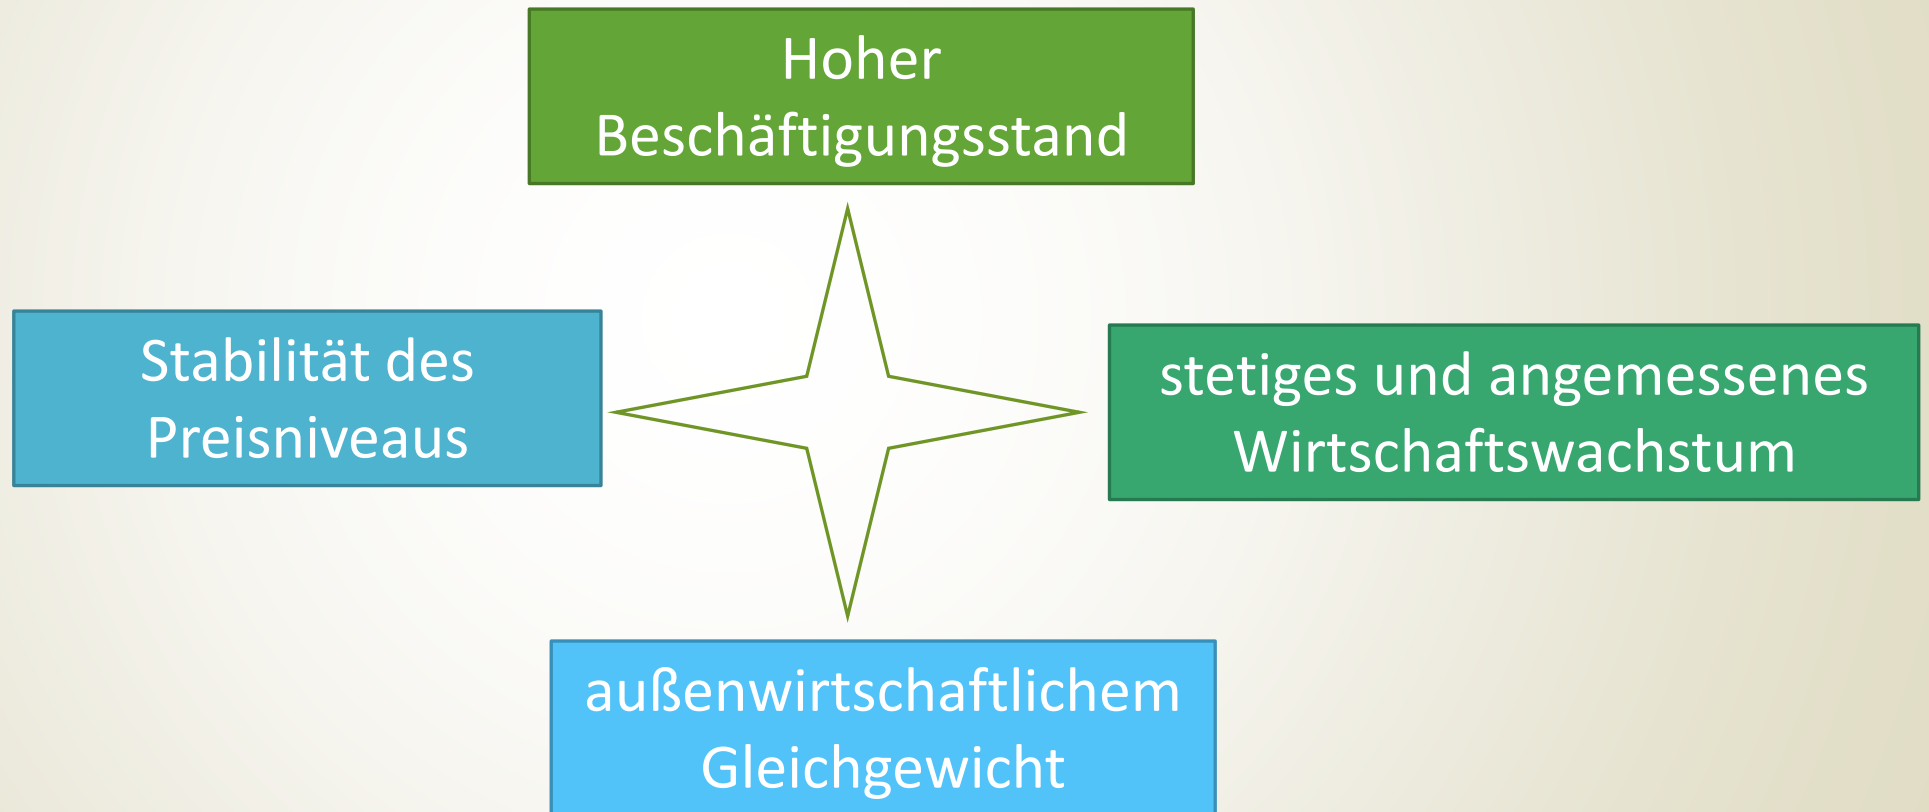 Hoher
Beschäftigungsstand
Stabilität des
Preisniveaus
stetiges und angemessenes
Wirtschaftswachstum
außenwirtschaftlichem
Gleichgewicht